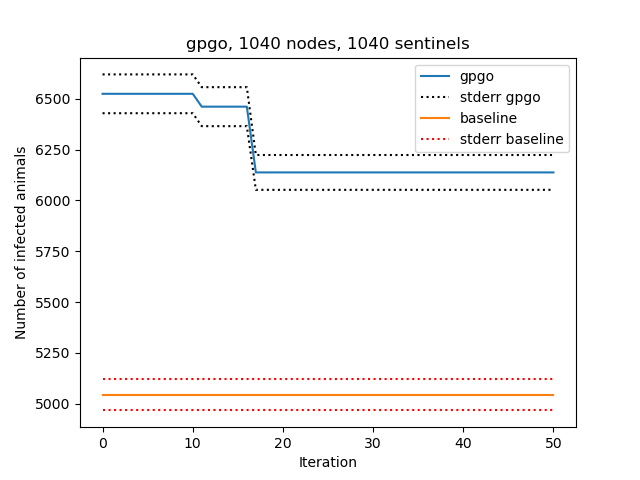 gpgo, 1040 nodes, 1040 sentinels
gpgo
stderr gpgo
baseline
stderr baseline
Number of infected animals
6500
6250
6000
5750
5500
5250
5000
0 10 20 30 40 50
Iteration